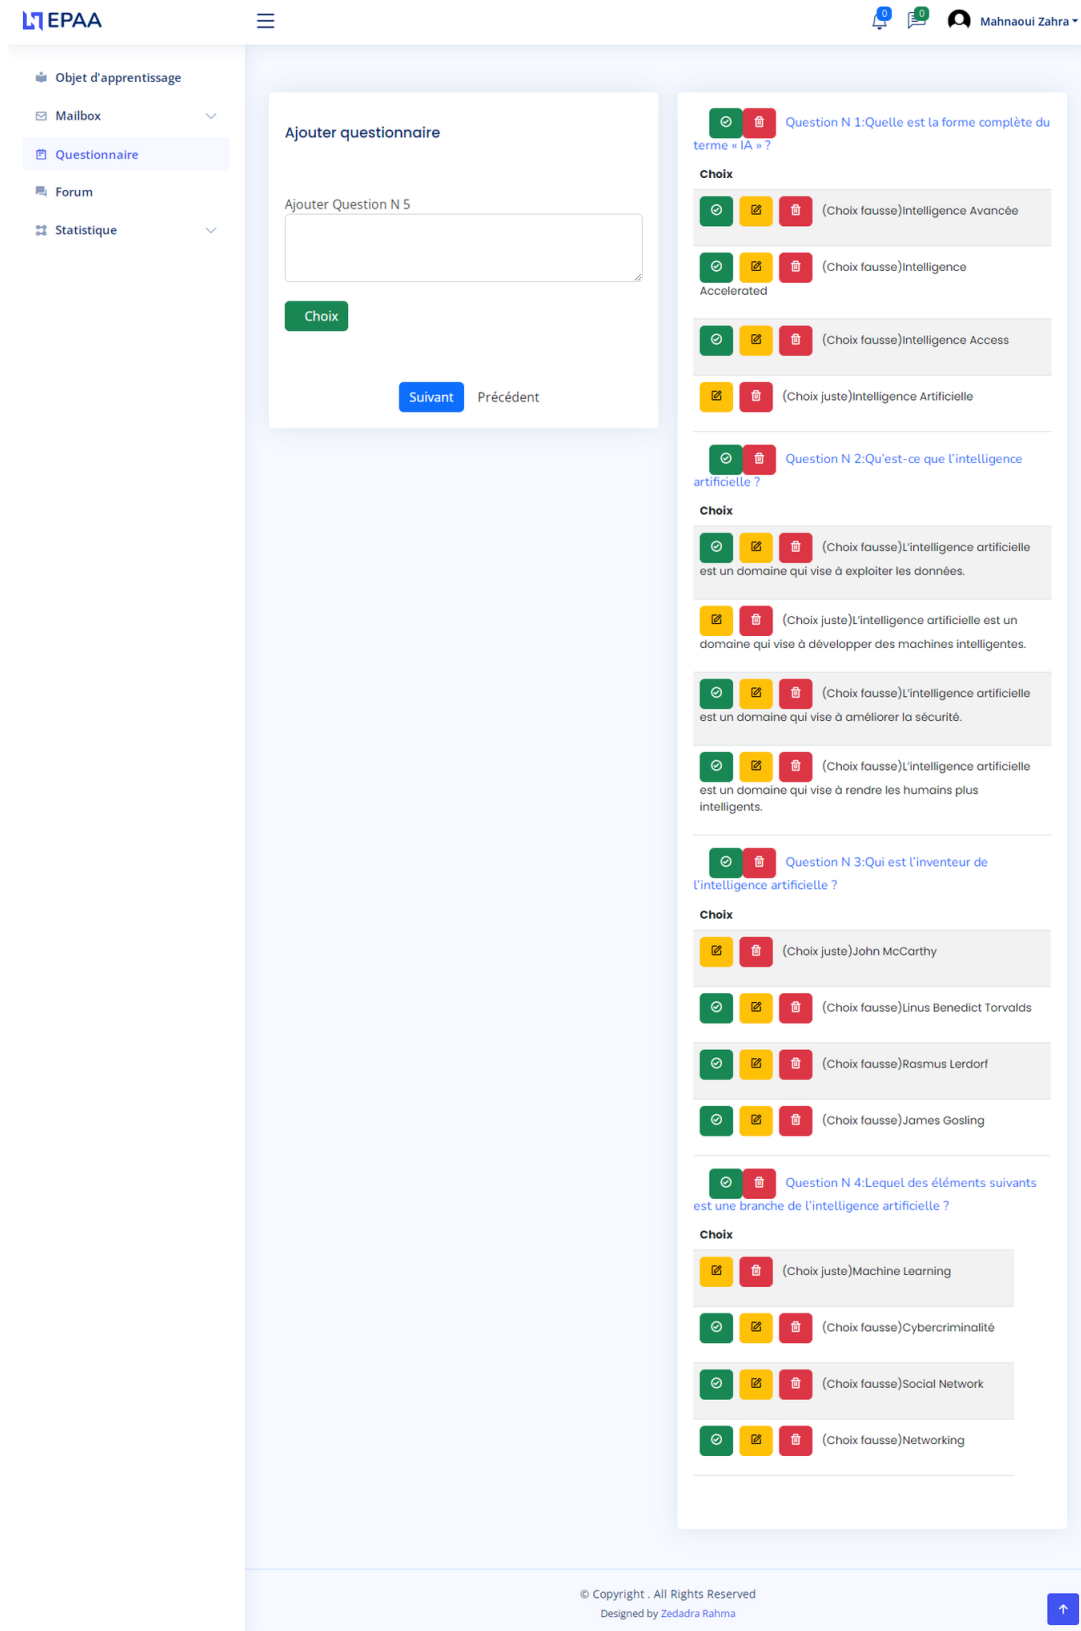 EPAA
0
0
Mahnaoui Zahra
Objet d'apprentissage
Mailbox
Questionnaire
Forum
Statistique
Ajouter questionnaire
Ajouter Question N 5
Choix
Suivant
Précédent
Question N 1:Quelle est la forme complète du
terme « IA » ?
Choix
(Choix fausse)Intelligence Avancée
(Choix fausse)Intelligence
Accelerated
(Choix fausse)Intelligence Access
(Choix juste)Intelligence Artificielle
Question N 2:Qu'est-ce que l'intelligence
artificielle ?
Choix
(Choix fausse)L'intelligence artificielle
est un domaine qui vise à exploiter les données.
(Choix juste)L'intelligence artificielle est un
domaine qui vise à développer des machines intelligentes.
(Choix fausse)L'intelligence artificielle
est un domaine qui vise à améliorer la sécurité.
(Choix fausse)L'intelligence artificielle
est un domaine qui vise à rendre les humains plus
intelligents.
Question N 3:Qui est l'inventeur de
l'intelligence artificielle ?
Choix
(Choix juste)John McCarthy
(Choix fausse)Linus Benedict Torvalds
(Choix fausse)Rasmus Lerdorf
(Choix fausse)James Gosling
Question N 4:Lequel des éléments suivants
est une branche de l'intelligence artificielle ?
Choix
(Choix juste)Machine Learning
(Choix fausse)Cybercriminalité
(Choix fausse)Social Network
(Choix fausse)Networking
© Copyright . All Rights Reserved
Designed by Zedadra Rahma